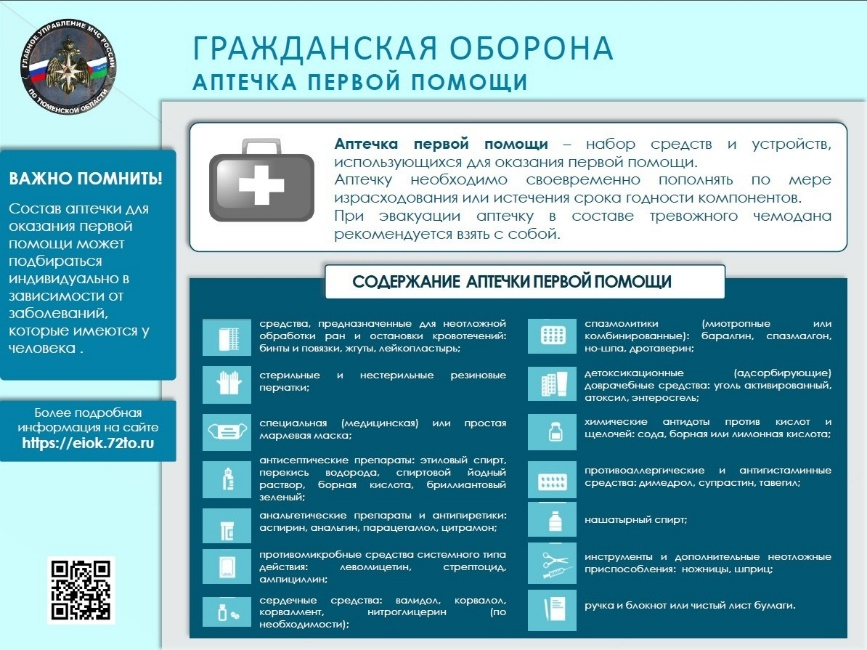 ГЛАВНОЕ УПРАВЛЕНИЕ МЧС РОССИИ
ПО ТЮМЕНСКОЙ ОБЛАСТИ
ГРАЖДАНСКАЯ ОБОРОНА
АПТЕЧКА ПЕРВОЙ ПОМОЩИ
ВАЖНО ПОМНИТЬ!
Состав аптечки для
оказания первой
помощи может
подбираться
индивидуально в
зависимости от
заболеваний,
которые имеются у
человека .
Более подробная
информация на сайте
https://eiok.72to.ru
Аптечка первой помощи – набор средств и устройств,
использующихся для оказания первой помощи.
Аптечку необходимо своевременно пополнять по мере
израсходования или истечения срока годности компонентов.
При эвакуации аптечку в составе тревожного чемодана
рекомендуется взять с собой.
СОДЕРЖАНИЕ АПТЕЧКИ ПЕРВОЙ ПОМОЩИ
средства, предназначенные для неотложной
обработки ран и остановки кровотечений:
бинты и повязки, жгуты, лейкопластырь;
стерильные и нестерильные резиновые
перчатки;
специальная (медицинская) или простая
марлевая маска;
антисептические препараты: этиловый спирт,
перекись водорода, спиртовой йодный
раствор, борная кислота, бриллиантовый
зеленый;
анальгетические препараты и антипиретики:
аспирин, анальгин, парацетамол, цитрамон;
противомикробные средства системного типа
действия: левомицетин, стрептоцид,
ампициллин;
сердечные средства: валидол, корвалол,
корвалмент, нитроглицерин (по
необходимости);
спазмолитики (миотропные или
комбинированные): баралгин, спазмалгон,
но-шпа, дротаверин;
детоксикационные (адсорбирующие)
доврачебные средства: уголь активированный,
атоксил, энтеросгель;
химические антидоты против кислот и
щелочей: сода, борная или лимонная кислота;
противоаллергические и антигистаминные
средства: димедрол, супрастин, тавегил;
нашатырный спирт;
инструменты и дополнительные неотложные
приспособления: ножницы, шприц;
ручка и блокнот или чистый лист бумаги.